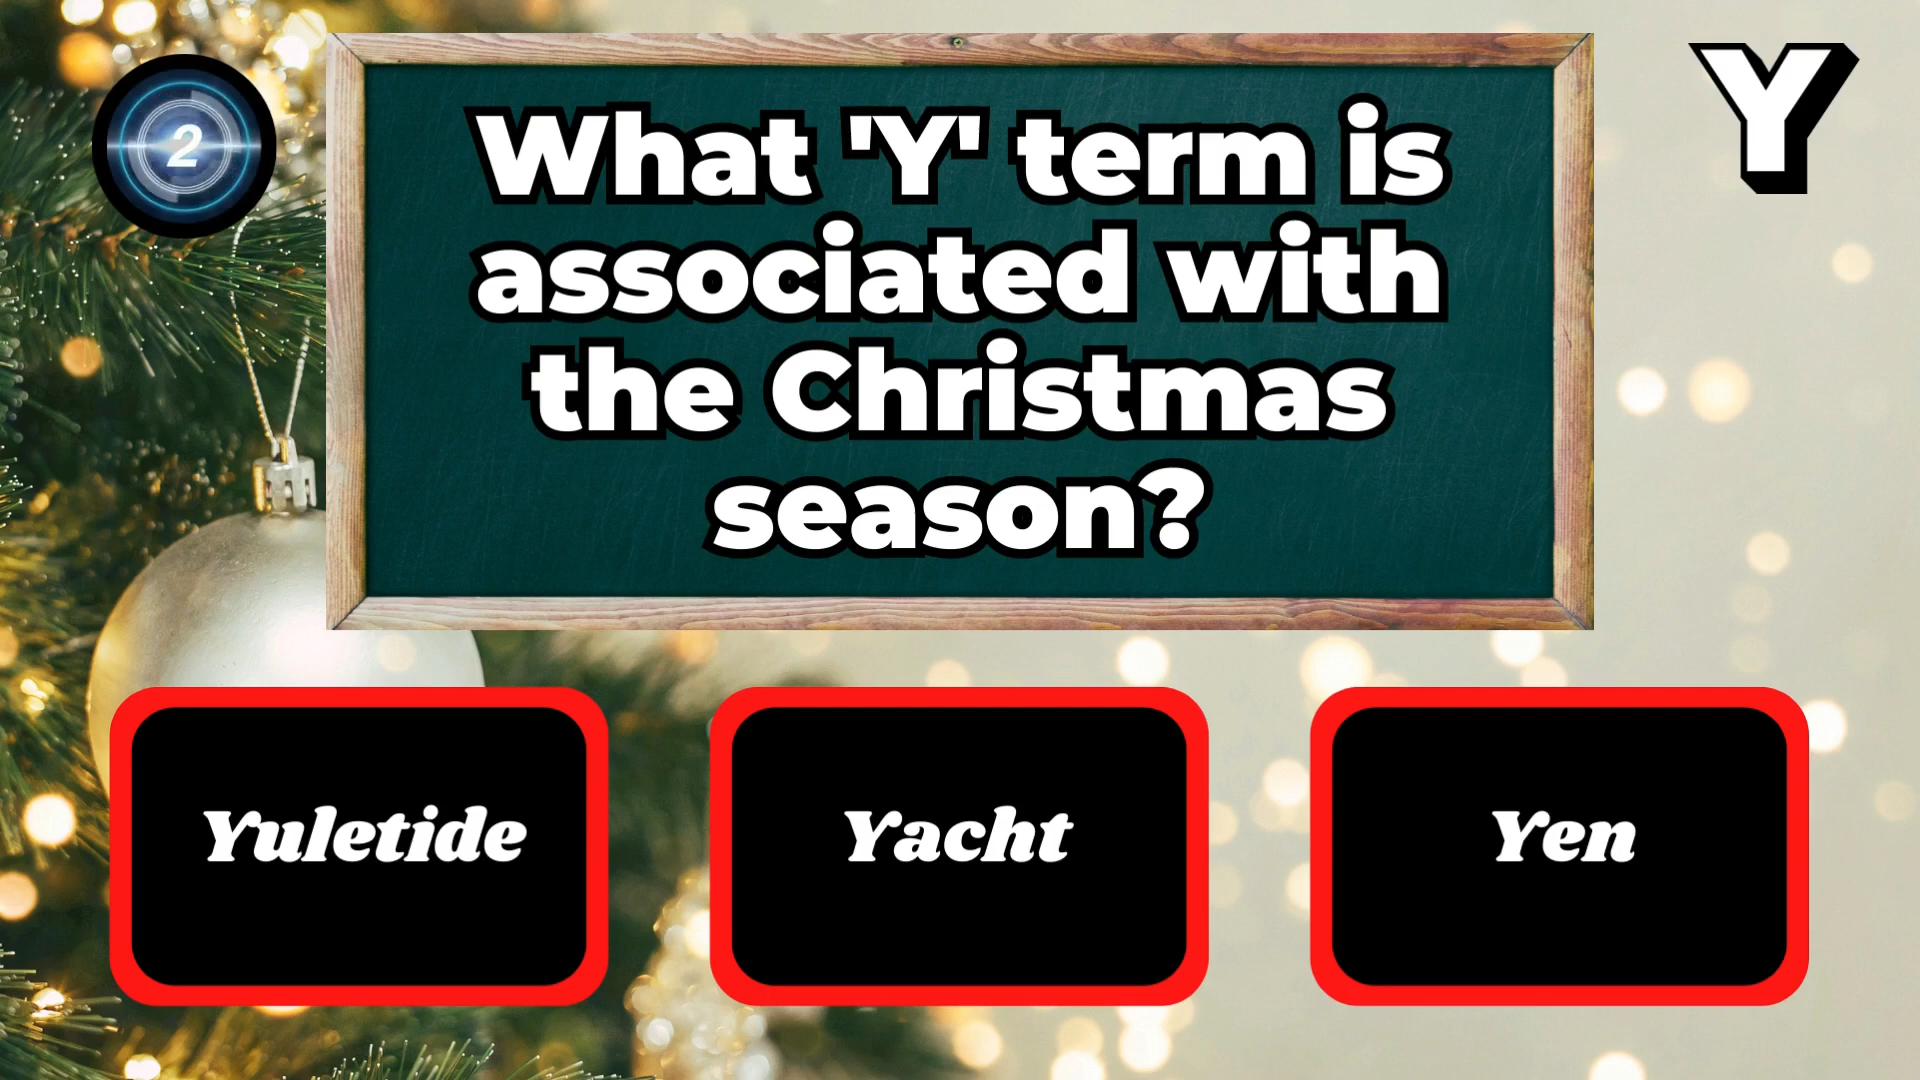 2
What 'Y' term is
associated with
the Christmas
season?
Y
Yuletide
Yacht
Yen